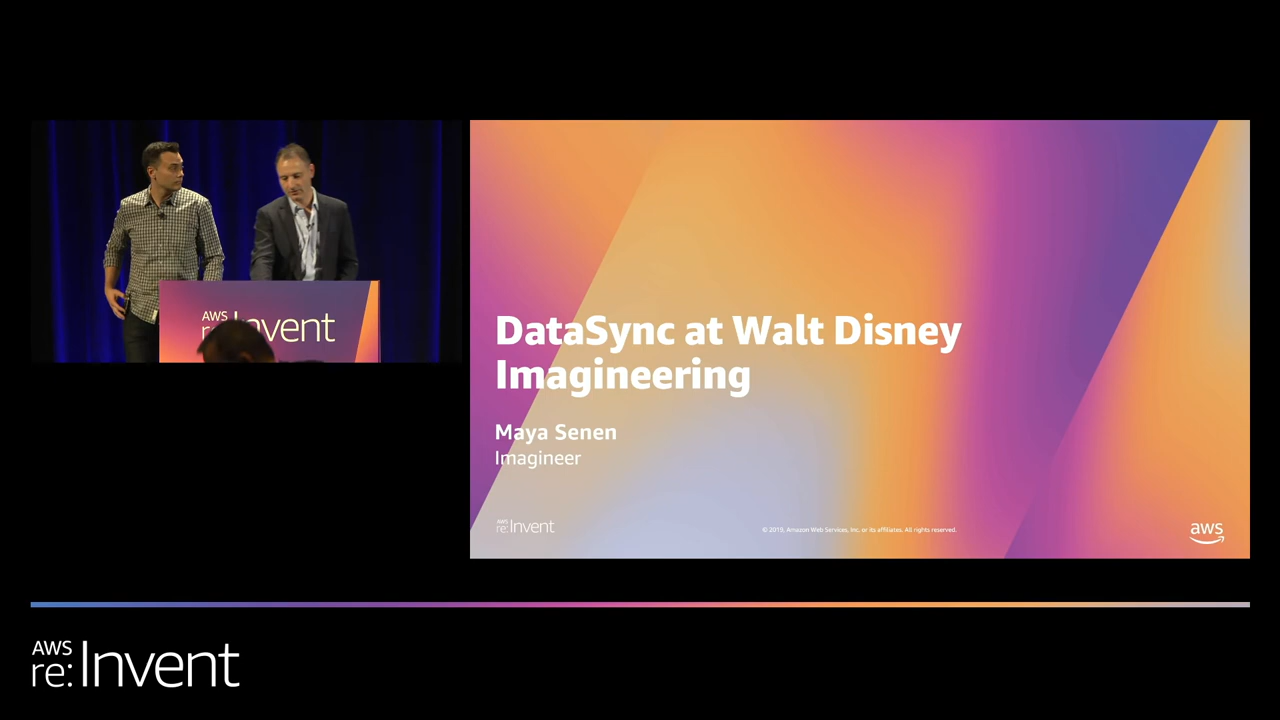 AWS
re:Invent
DataSync at Walt Disney
Imagineering
Maya Senen
Imagineer
AWS
re:Invent
© 2019, Amazon Web Services, Inc. or its affiliates. All rights reserved.
aws
AWS
re:Invent